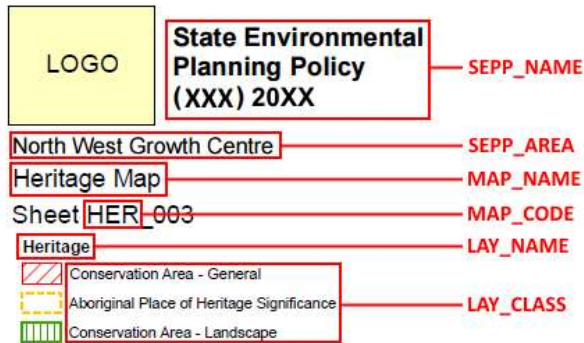 LOGO
State Environmental
Planning Policy
(XXX) 20XX
SEPP_NAME
North West Growth Centre
SEPP_AREA
Heritage Map
MAP_NAME
Sheet HER_003
MAP_CODE
Heritage
LAY_NAME
Conservation Area - General
Aboriginal Place of Heritage Significance
LAY_CLASS
Conservation Area - Landscape